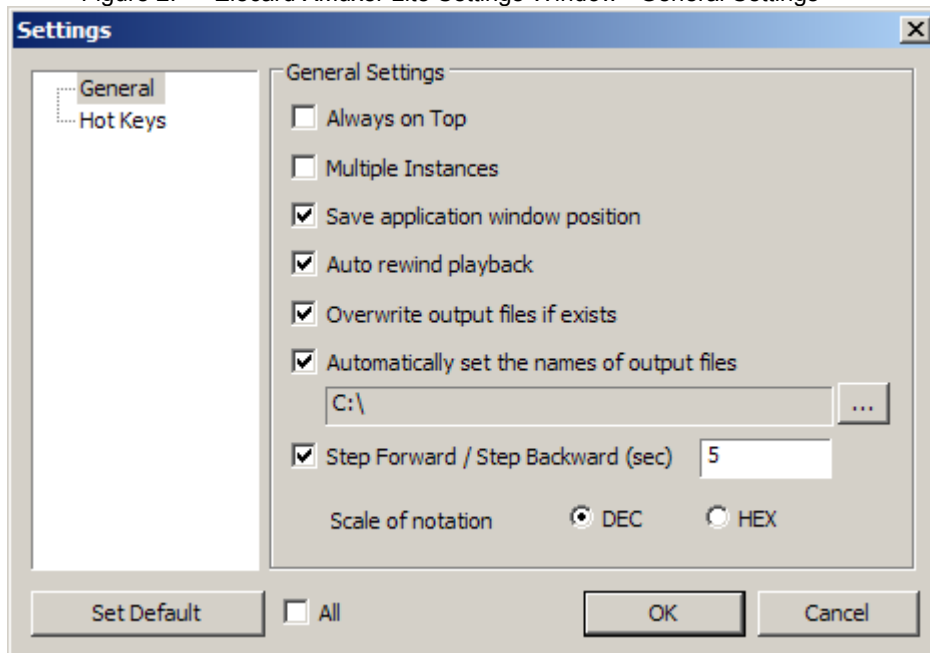 Settings
General
Hot Keys
General Settings
Always on Top
Multiple Instances
Save application window position
Auto rewind playback
Overwrite output files if exists
Automatically set the names of output files
C:\
...
Step Forward / Step Backward (sec) 5
Scale of notation DEC HEX
Set Default All OK Cancel